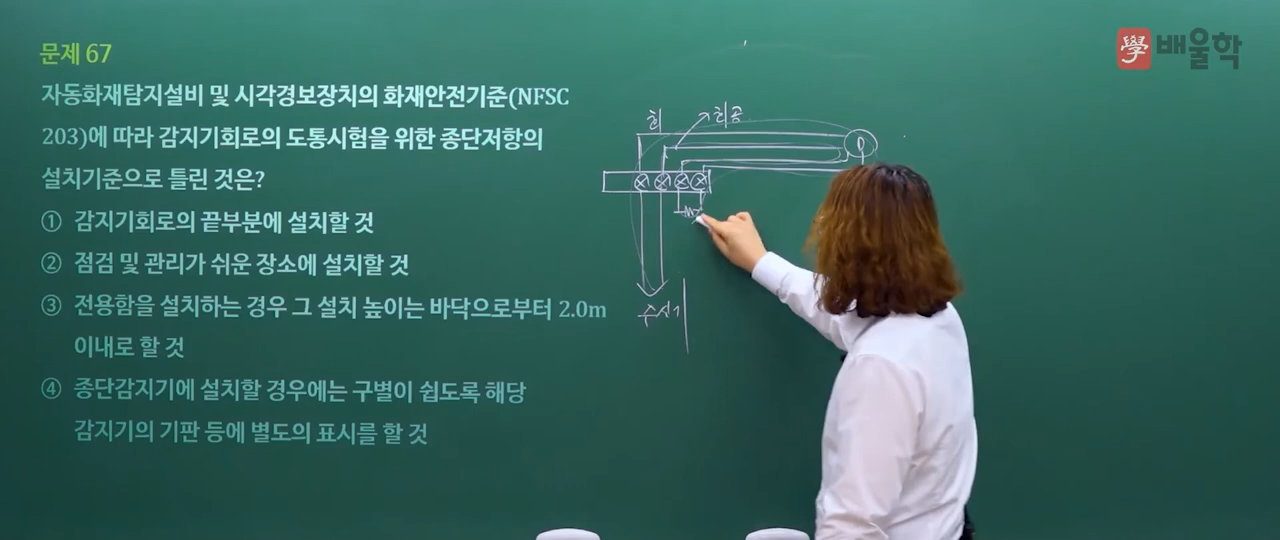 學 배울학
문제 67
자동화재탐지설비 및 시각경보장치의 화재안전기준(NFSC
203)에 따라 감지기회로의 도통시험을 위한 종단저항의
설치기준으로 틀린 것은?
① 감지기회로의 끝부분에 설치할 것
② 점검 및 관리가 쉬운 장소에 설치할 것
③ 전용함을 설치하는 경우 그 설치 높이는 바닥으로부터 2.0m
이내로 할 것
④ 종단감지기에 설치할 경우에는 구별이 쉽도록 해당
감지기의 기판 등에 별도의 표시를 할 것
회
회공
수신기